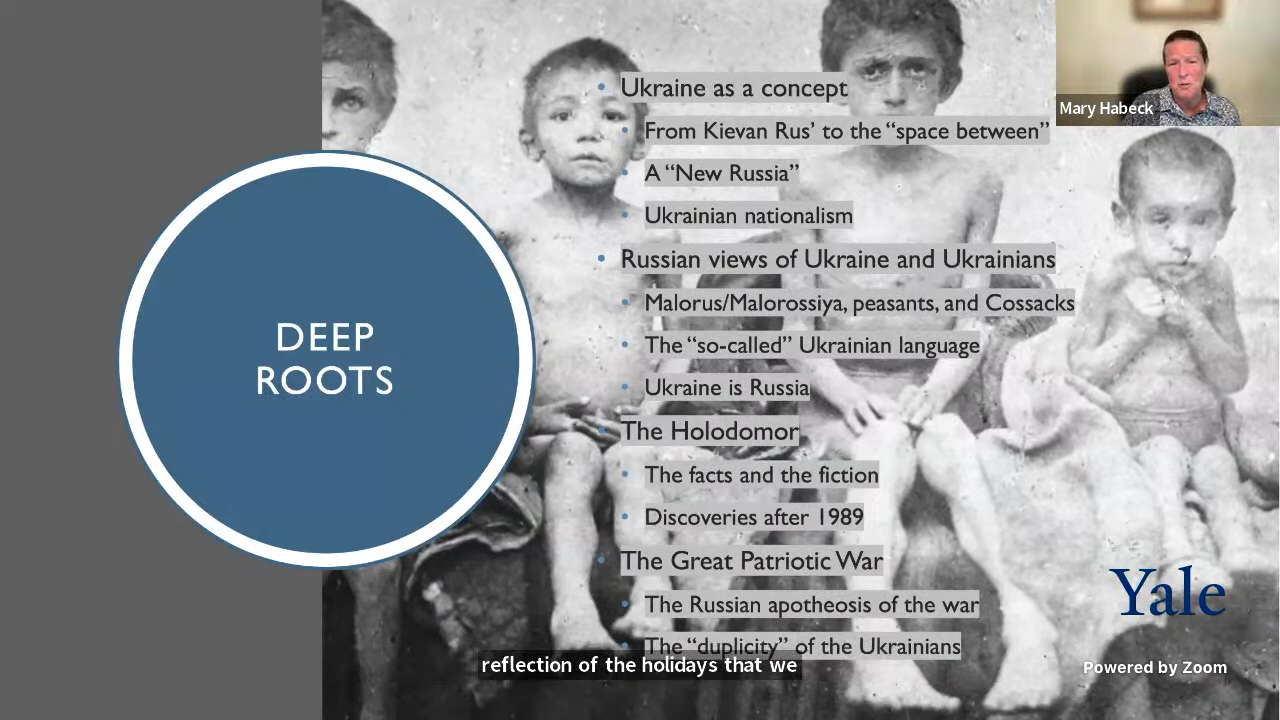 DEEP
ROOTS
Ukraine as a concept
From Kievan Rus’ to the “space between”
A “New Russia”
Ukrainian nationalism
Russian views of Ukraine and Ukrainians
Malorus/Malorossiya, peasants, and Cossacks
The “so-called” Ukrainian language
Ukraine is Russia
The Holodomor
The facts and the fiction
Discoveries after 1989
The Great Patriotic War
The Russian apotheosis of the war
The “duplicity” of the Ukrainians
reflection of the holidays that we
Mary Habeck
Yale
Powered by Zoom